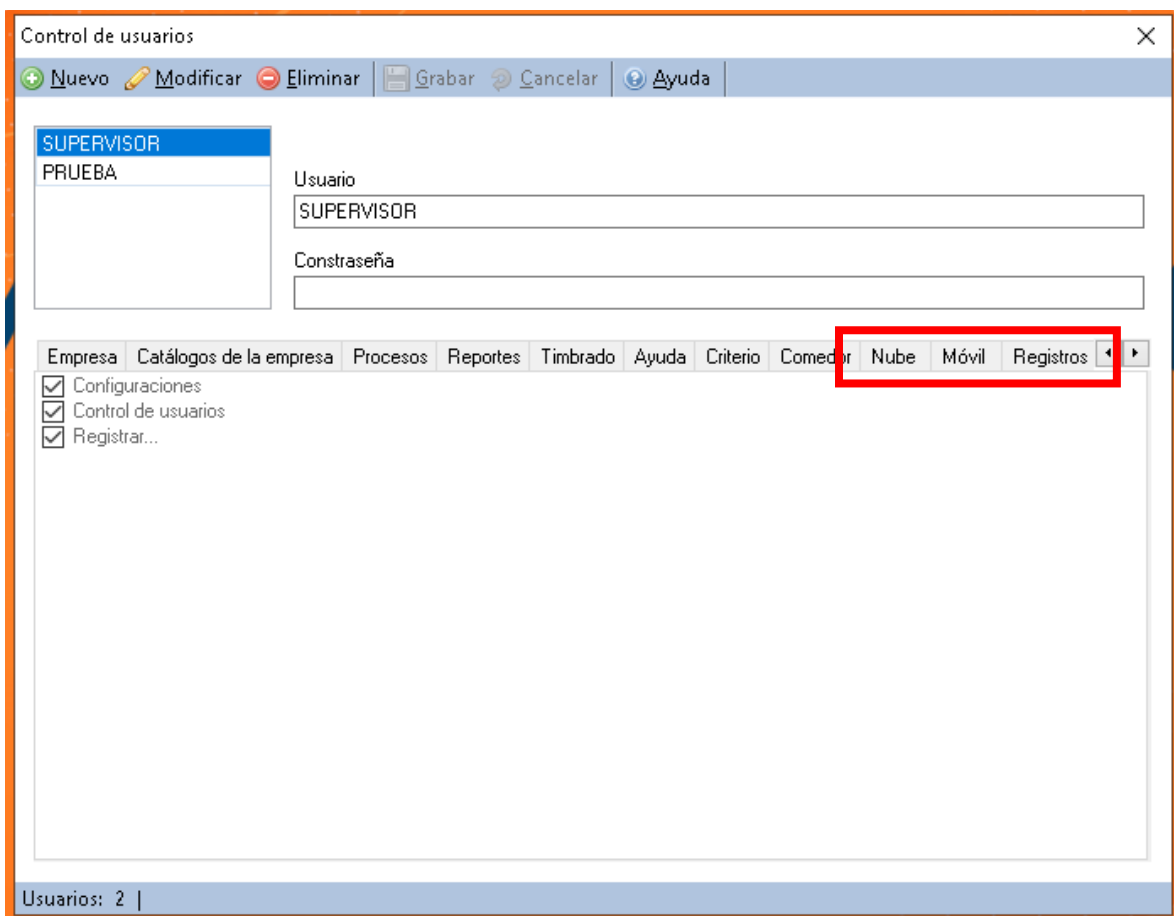 Control de usuarios
Nuevo Modificar Eliminar Grabar Cancelar Ayuda
SUPERVISOR
PRUEBA
Usuario
SUPERVISOR
Constraseña
Empresa Catálogos de la empresa Procesos Reportes Timbrado Ayuda Criterio Comedor Nube Móvil Registros
Configuraciones
Control de usuarios
Registrar...
Usuarios: 2 |